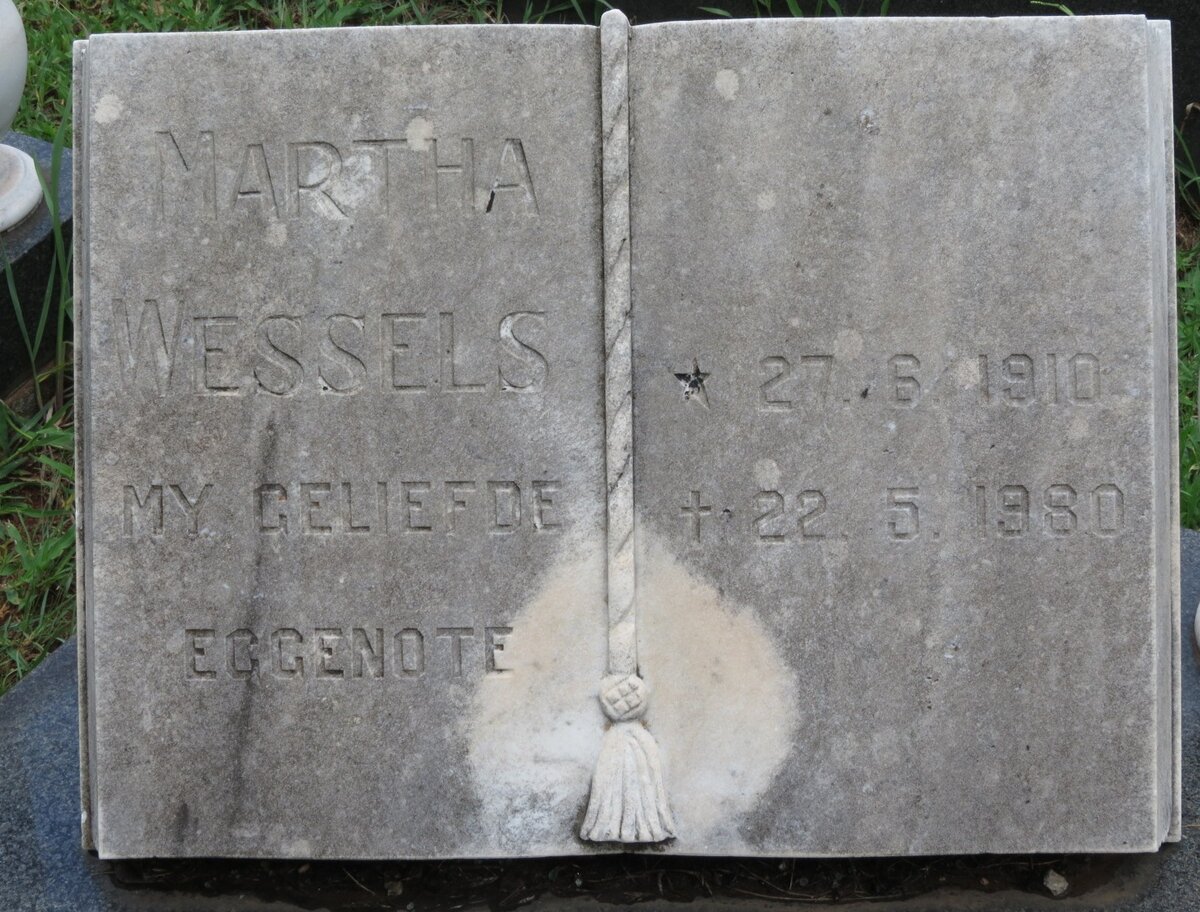 MARTHA
WESSELS
MY GELIEFDE
EGGENOTE
★ 27. 6. 1910
† 22. 5. 1980